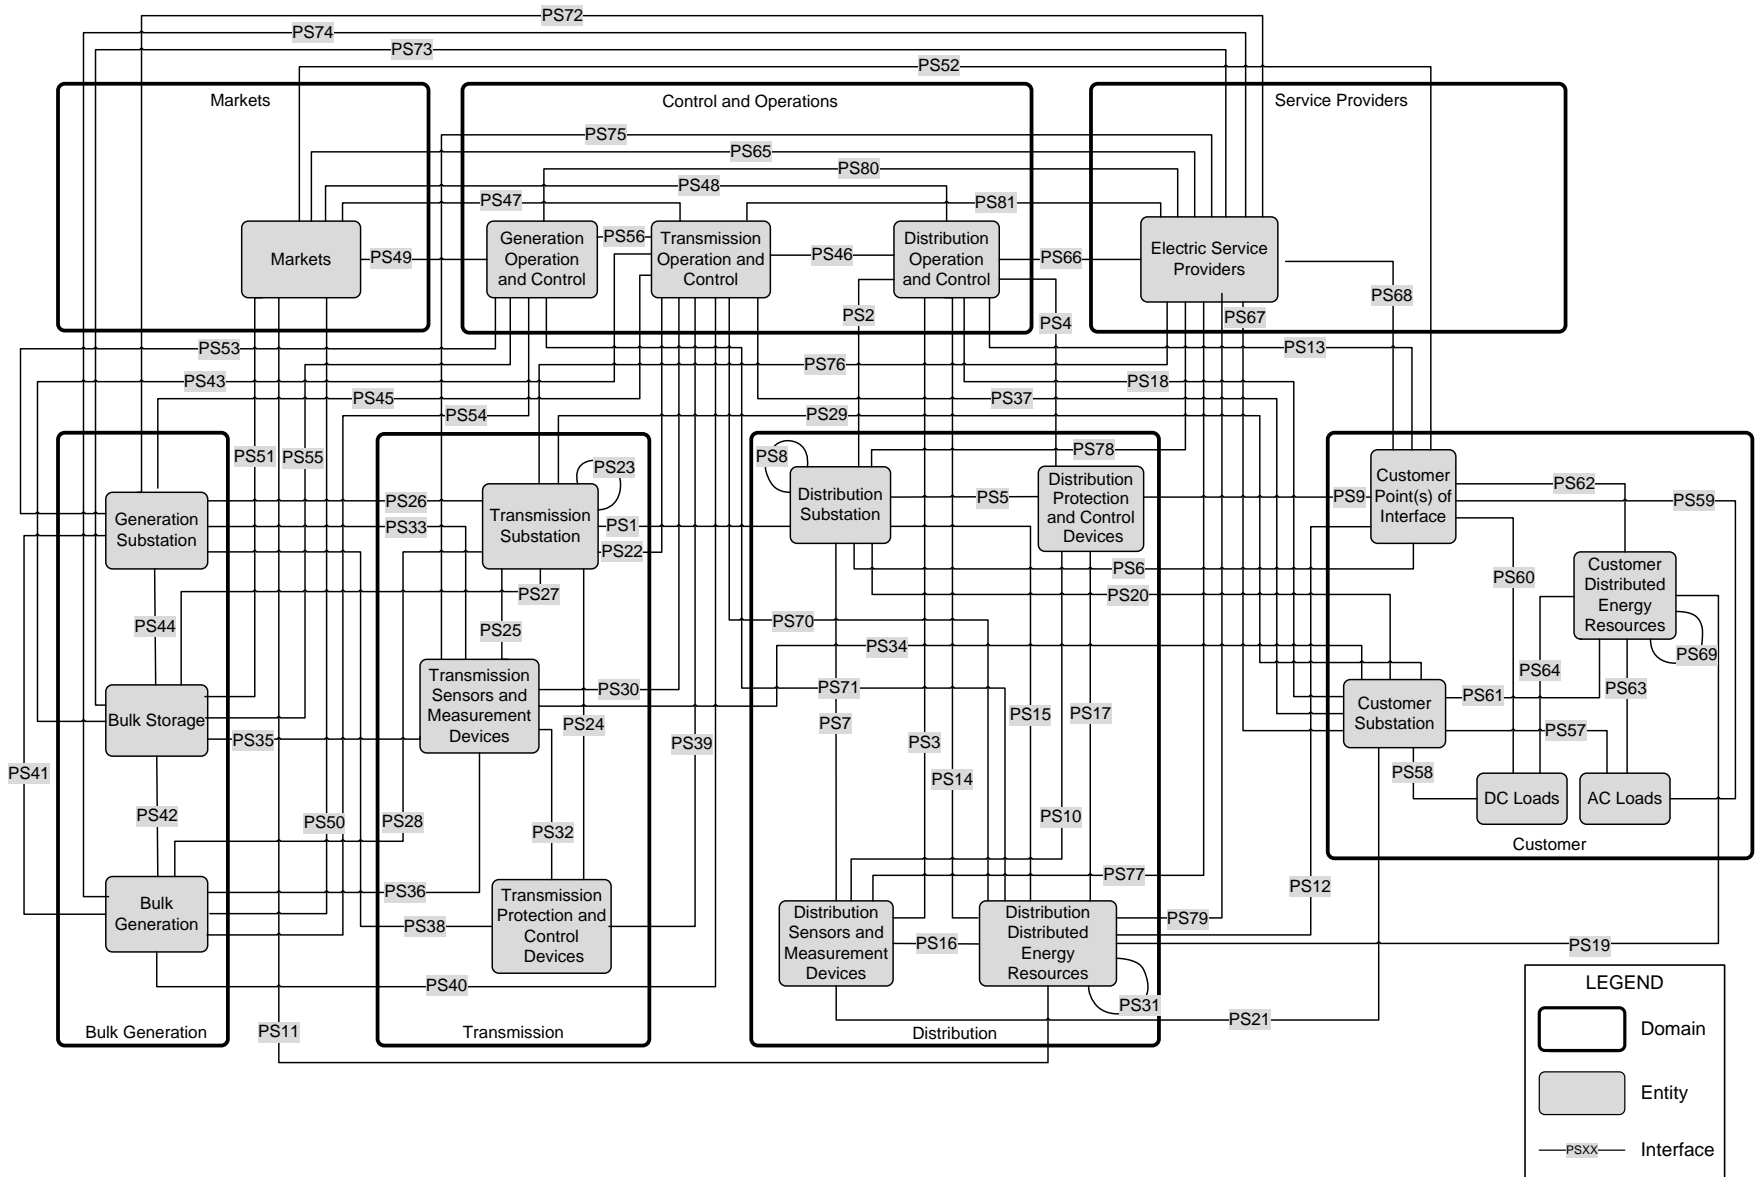 PS72
PS74
PS73
PS52
Markets
Control and Operations
Service Providers
PS75
PS65
PS80
PS48
PS47
PS81
Markets
PS49
Generation
Operation
and Control
PS56
Transmission
Operation and
Control
PS46
Distribution
Operation
and Control
PS66
Electric Service
Providers
PS68
PS2
PS4
PS67
PS53
PS13
PS76
PS43
PS18
PS45
PS37
PS54
PS29
PS51
PS55
PS8
PS78
PS23
PS26
PS33
PS1
PS22
PS5
PS9
PS62
PS59
Generation
Substation
Transmission
Substation
Distribution
Substation
Distribution
Protection
and Control
Devices
Customer
Point(s) of
Interface
PS6
PS60
PS27
PS20
Customer
Distributed
Energy
Resources
PS44
PS25
PS70
PS34
PS69
PS64
PS63
PS61
Transmission
Sensors and
Measurement
Devices
PS30
PS71
Bulk Storage
PS35
PS24
PS39
PS7
PS3
PS15
PS17
Customer
Substation
PS57
PS58
PS41
PS14
DC Loads
AC Loads
PS42
PS50
PS28
PS32
PS10
Customer
PS77
PS12
Bulk
Generation
PS36
PS38
Transmission
Protection and
Control
Devices
Distribution
Sensors and
Measurement
Devices
PS16
Distribution
Distributed
Energy
Resources
PS79
PS19
PS40
PS31
PS21
PS11
Bulk Generation
Transmission
Distribution
LEGEND
Domain
Entity
PSXX
Interface